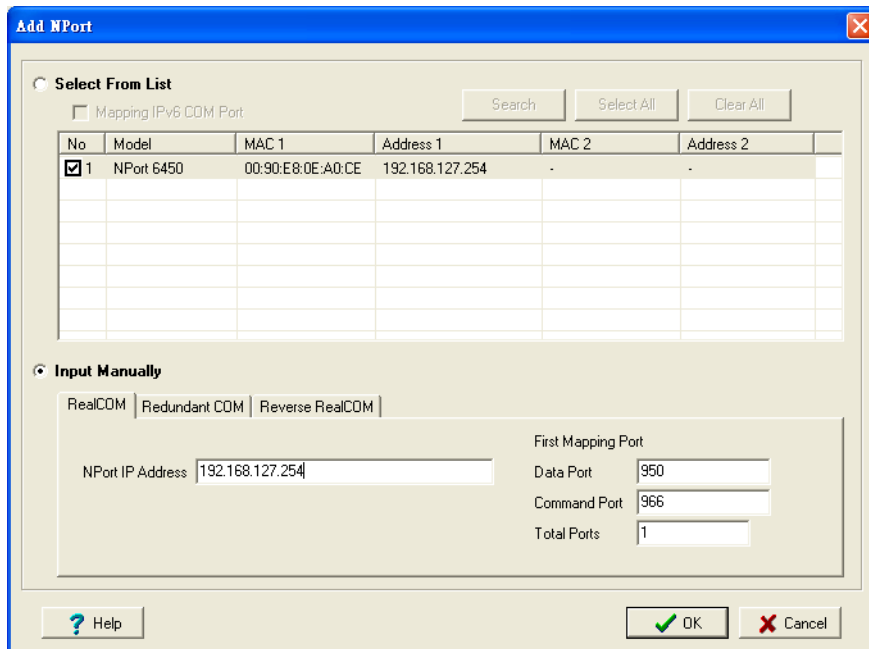 Add NPort
Select From List
Mapping IPv6 COM Port
Search
Select All
Clear All
No Model MAC 1 Address 1 MAC 2 Address 2
1 NPort 6450 00:90:E8:0E:A0:CE 192.168.127.254 - -
Input Manually
RealCOM Redundant COM Reverse RealCOM
First Mapping Port
NPort IP Address 192.168.127.254 Data Port 950
Command Port 966
Total Ports 1
Help OK Cancel